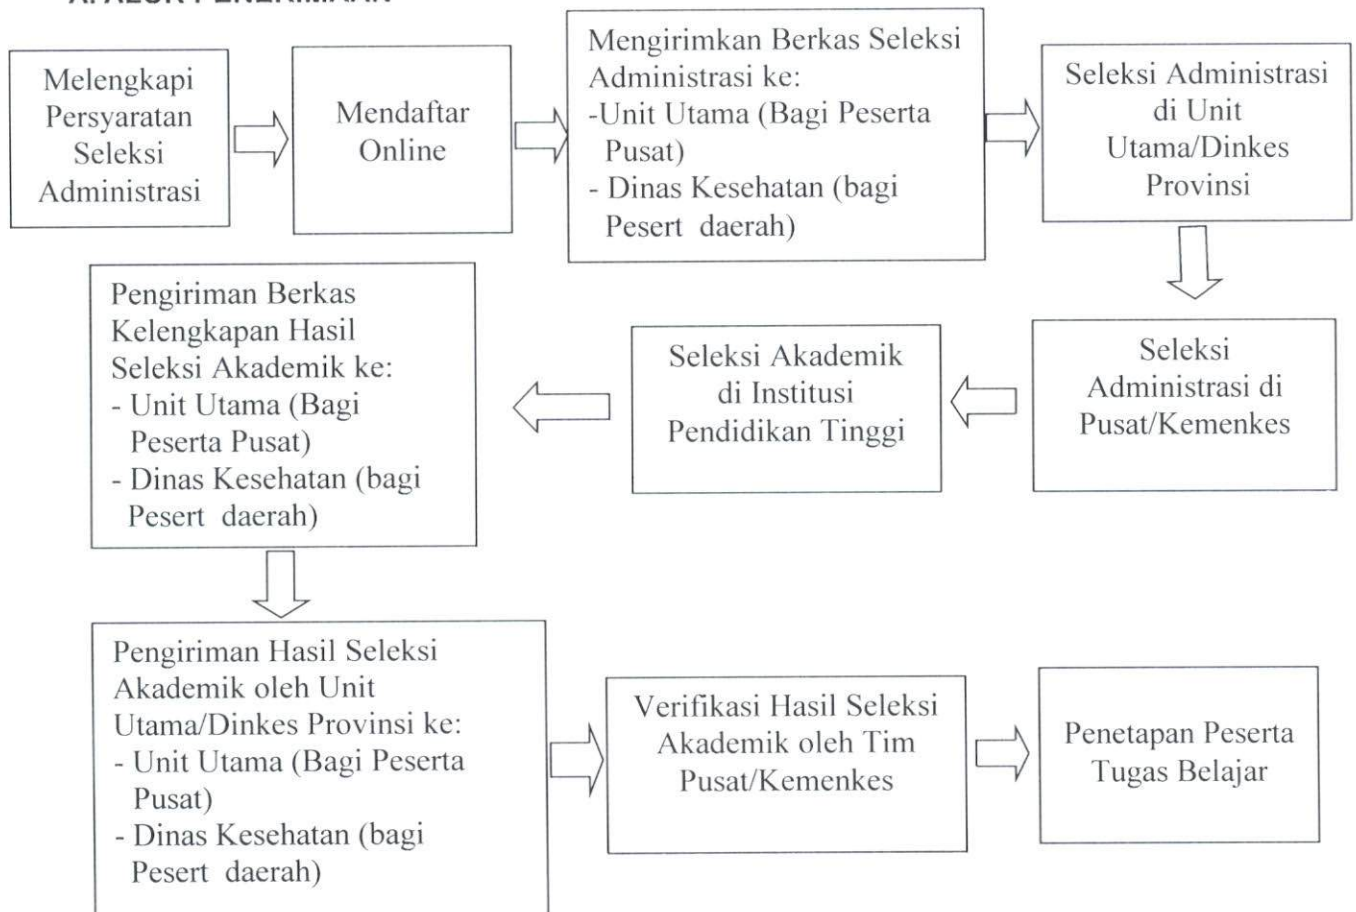 Melengkapi
Persyaratan
Seleksi
Administrasi
Mendaftar
Online
Mengirimkan Berkas Seleksi
Administrasi ke:
-Unit Utama (Bagi Peserta
Pusat)
- Dinas Kesehatan (bagi
Pesert daerah)
Seleksi Administrasi
di Unit
Utama/Dinkes
Provinsi
Seleksi
Administrasi di
Pusat/Kemenkes
Seleksi Akademik
di Institusi
Pendidikan Tinggi
Pengiriman Berkas
Kelengkapan Hasil
Seleksi Akademik ke:
- Unit Utama (Bagi
Peserta Pusat)
- Dinas Kesehatan (bagi
Pesert daerah)
Pengiriman Hasil Seleksi
Akademik oleh Unit
Utama/Dinkes Provinsi ke:
- Unit Utama (Bagi Peserta
Pusat)
- Dinas Kesehatan (bagi
Pesert daerah)
Verifikasi Hasil Seleksi
Akademik oleh Tim
Pusat/Kemenkes
Penetapan Peserta
Tugas Belajar